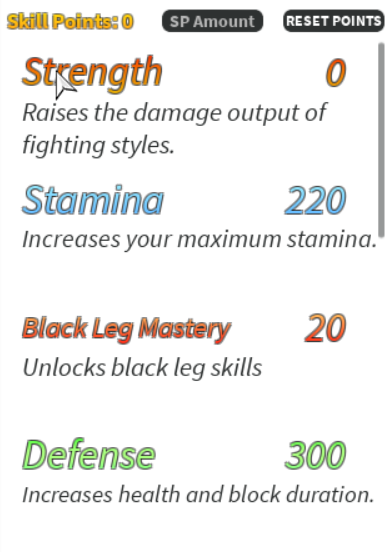 Skill Points: 0 SP Amount RESET POINTS
Strength 0
Raises the damage output of
fighting styles.
Stamina 220
Increases your maximum stamina.
Black Leg Mastery 20
Unlocks black leg skills
Defense 300
Increases health and block duration.